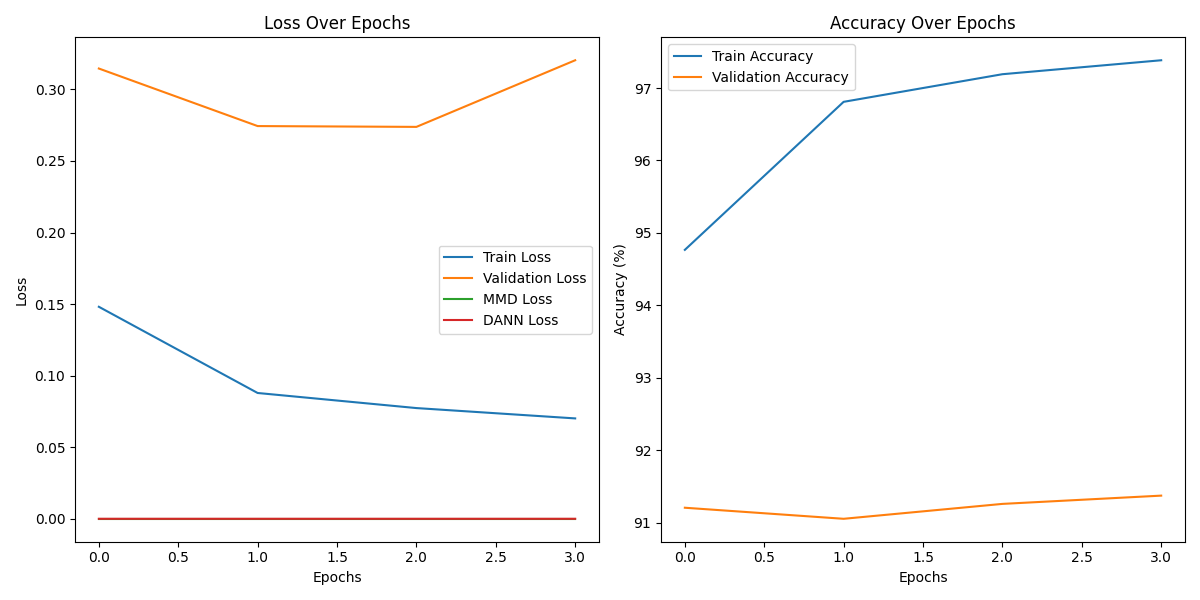 Loss Over Epochs
0.30
0.25
0.20
0.15
0.10
0.05
0.00
Loss
Train Loss
Validation Loss
MMD Loss
DANN Loss
0.0 0.5 1.0 1.5 2.0 2.5 3.0
Epochs
Accuracy Over Epochs
Train Accuracy
Validation Accuracy
97
96
95
94
93
92
91
Accuracy (%)
0.0 0.5 1.0 1.5 2.0 2.5 3.0
Epochs